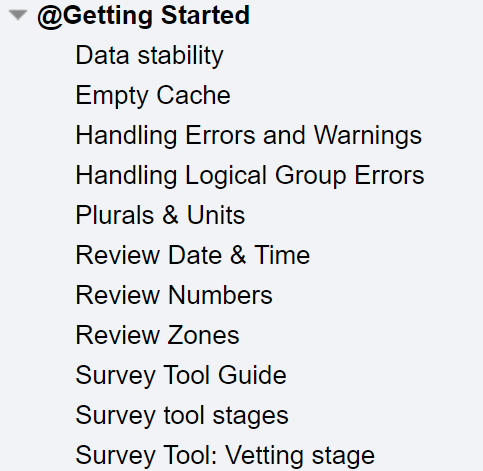 @Getting Started
Data stability
Empty Cache
Handling Errors and Warnings
Handling Logical Group Errors
Plurals & Units
Review Date & Time
Review Numbers
Review Zones
Survey Tool Guide
Survey tool stages
Survey Tool: Vetting stage